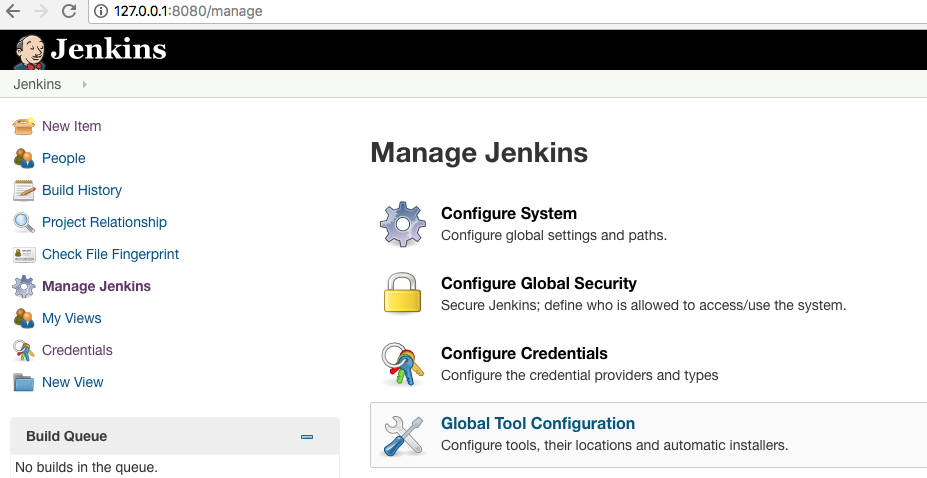 127.0.0.1:8080/manage
Jenkins
Jenkins
New Item
People
Build History
Project Relationship
Check File Fingerprint
Manage Jenkins
My Views
Credentials
New View
Build Queue
No builds in the queue.
Manage Jenkins
Configure System
Configure global settings and paths.
Configure Global Security
Secure Jenkins; define who is allowed to access/use the system.
Configure Credentials
Configure the credential providers and types
Global Tool Configuration
Configure tools, their locations and automatic installers.